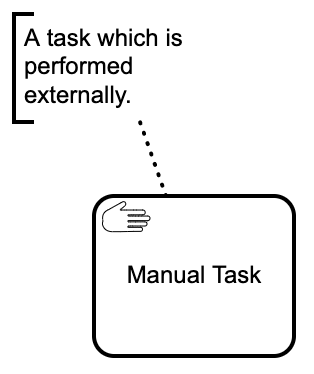 A task which is
performed
externally.
Manual Task